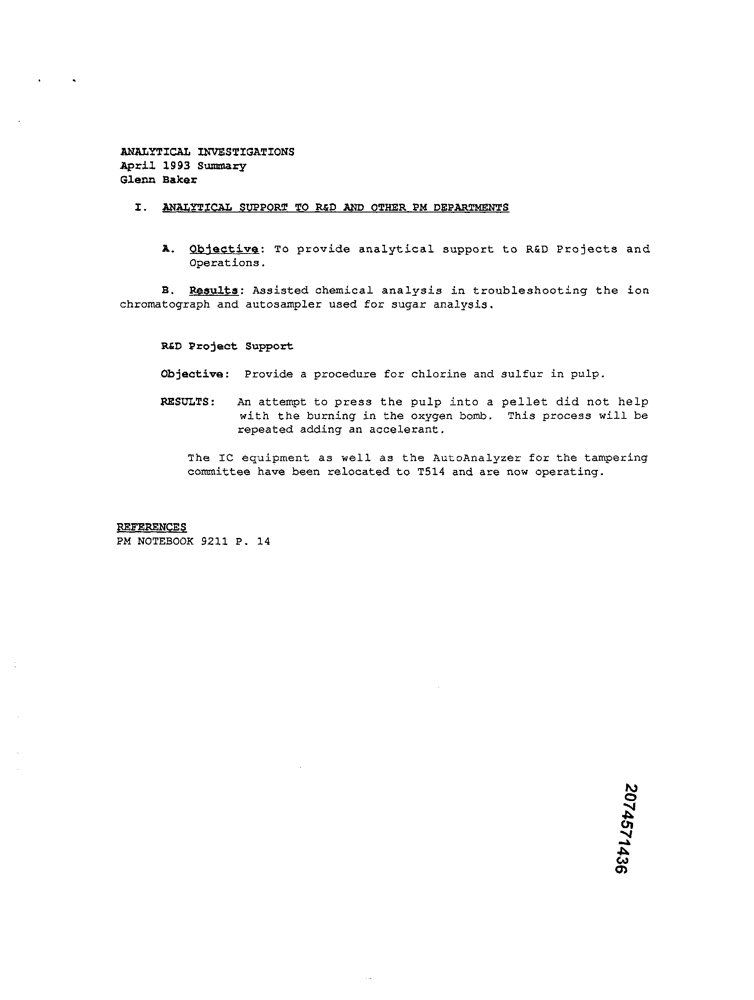 ANALYTICAL INVESTIGATIONS
April 1993 Summary
Glenn Baker
I. ANALYTICAL SUPPORT TO R&D AND OTHER PM DEPARTMENTS
A. Objective: To provide analytical support to R&D Projects and
Operations.
B. Results: Assisted chemical analysis in troubleshooting the ion
chromatograph and autosampler used for sugar analysis.
R&D Project Support
Objective: Provide a procedure for chlorine and sulfur in pulp.
RESULTS: An attempt to press the pulp into a pellet did not help
with the burning in the oxygen bomb. This process will be
repeated adding an accelerant.
The IC equipment as well as the AutoAnalyzer for the tampering
committee have been relocated to T514 and are now operating.
REFERENCES
PM NOTEBOOK 9211 P. 14
2074571436